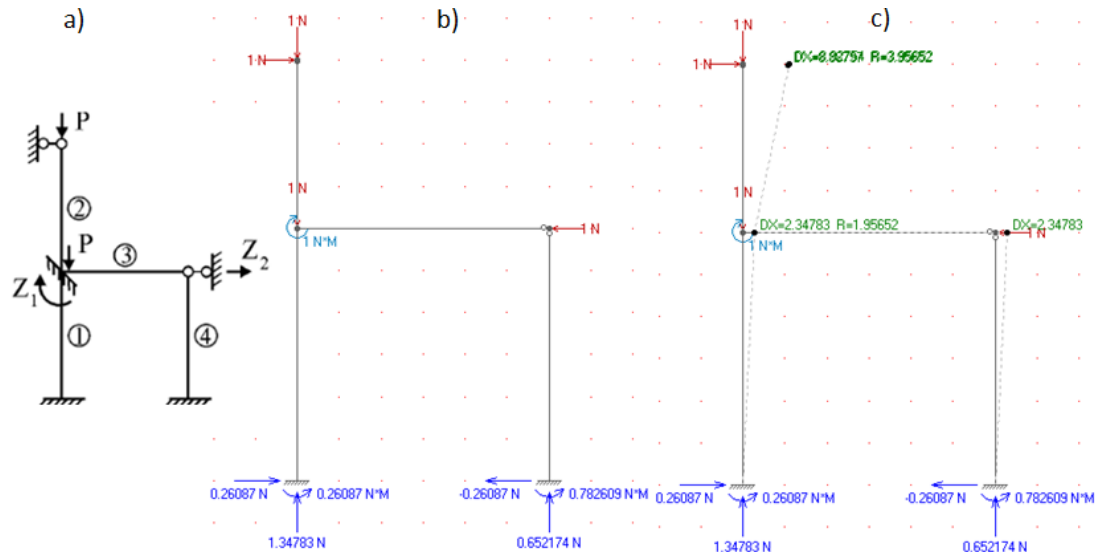 a)
b)
c)
P
②
P
③
Z₂
Z₁
①
④
1 N
1 N
1 N
1 N
1 N*M
0.26087 N
0.26087 N*M
1.34783 N
-0.26087 N
0.782609 N*M
0.652174 N
1 N
1 N
R=3.95652
1 N
DX=2.34783 R=1.95652
DX=2.34783
1 N
1 N*M
0.26087 N
0.26087 N*M
1.34783 N
-0.26087 N
0.782609 N*M
0.652174 N